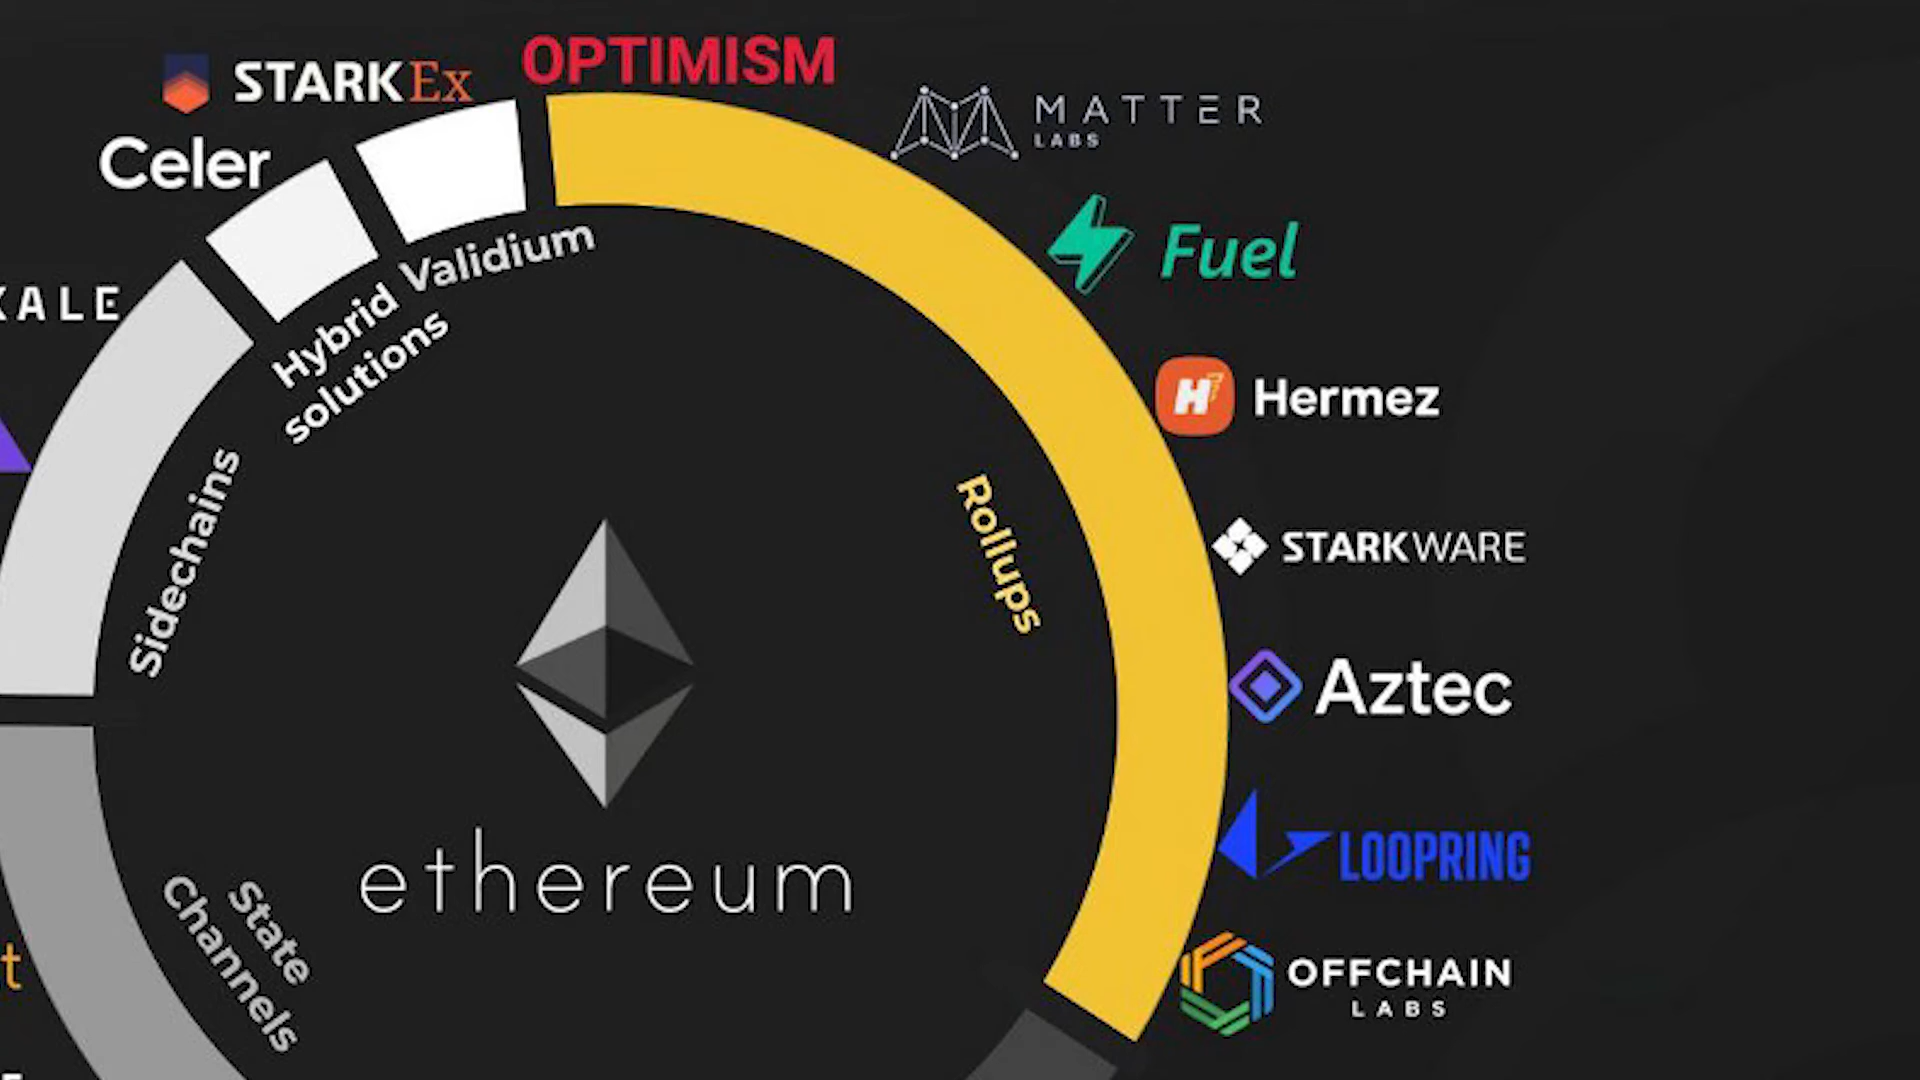 STARKEx
OPTIMISM
MATTER
LABS
Celer
Fuel
Validium
Hybrid
solutions
KALE
Hermez
Sidechains
Rollups
STARKWARE
Aztec
LOOPRING
ethereum
State
channels
t
OFFCHAIN
LABS